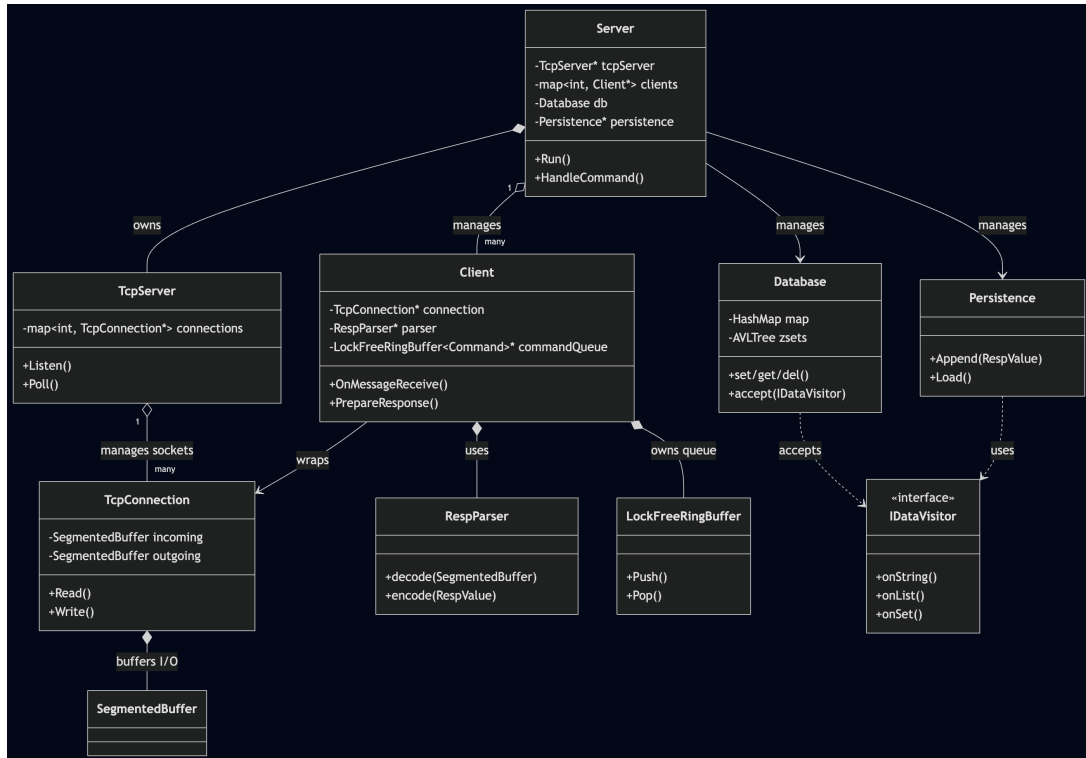 Server
-TcpServer* tcpServer
-map<int, Client*> clients
-Database db
-Persistence* persistence
+Run()
+HandleCommand()
1
owns
manages
many
manages
manages
TcpServer
-map<int, TcpConnection*> connections
+Listen()
+Poll()
1
Client
-TcpConnection* connection
-RespParser* parser
-LockFreeRingBuffer<Command>* commandQueue
+OnMessageReceive()
+PrepareResponse()
Database
-HashMap map
-AVLTree zsets
+set/get/del()
+accept(IDataVisitor)
Persistence
+Append(RespValue)
+Load()
manages sockets
many
wraps
uses
owns queue
accepts
uses
TcpConnection
-SegmentedBuffer incoming
-SegmentedBuffer outgoing
+Read()
+Write()
RespParser
+decode(SegmentedBuffer)
+encode(RespValue)
LockFreeRingBuffer
+Push()
+Pop()
«interface»
IDataVisitor
+onString()
+onList()
+onSet()
buffers I/O
SegmentedBuffer